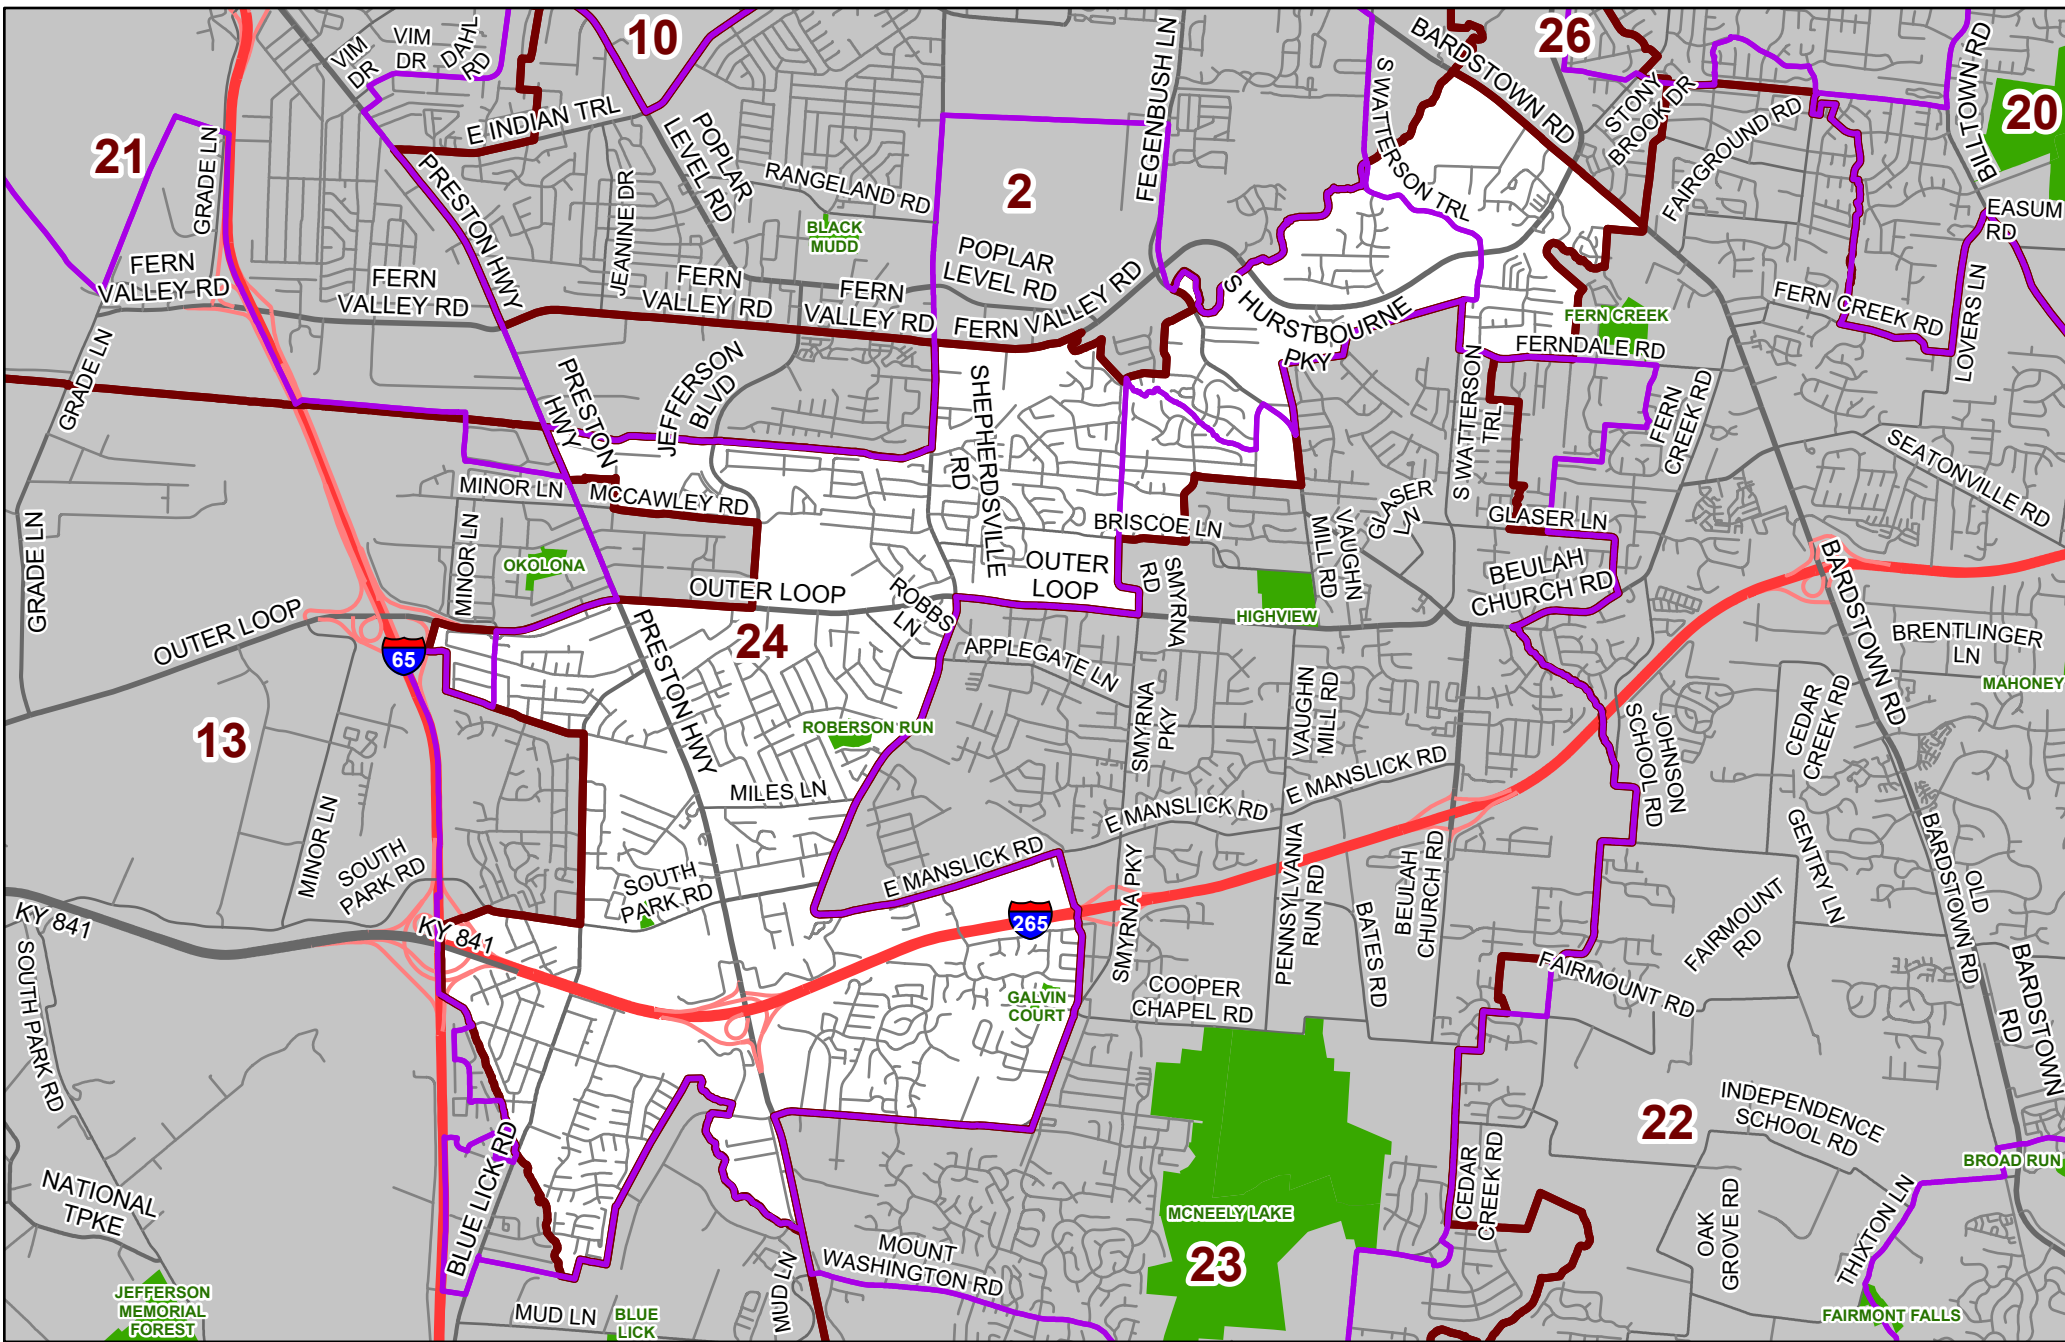 10
26
20
21
2
24
13
22
23
VIM
DR
VIM
DR
DAHL
RD
E INDIAN TRL
GRADE LN
FERN
VALLEY RD
FERN
VALLEY RD
PRESTON HWY
JEANINE DR
POPLAR
LEVEL RD
RANGELAND RD
BLACK
MUDD
FERN
VALLEY RD
FERN
VALLEY RD
POPLAR
LEVEL RD
FERN VALLEY RD
FEGENBUSH LN
S WATTERSON TRL
BARDSTOWN RD
STONY
BROOK DR
FAIRGROUND RD
BILLTOWN RD
EASUM
RD
LOVERS LN
FERN CREEK RD
FERN CREEK
FERNDALE RD
S HURSTBOURNE
PKY
S WATTERSON
TRL
FERN
CREEK RD
SEATONVILLE RD
GRADE LN
GRADE LN
PRESTON
HWY
JEFFERSON
BLVD
SHEPHERDSVILLE
RD
MINOR LN
MCCAWLEY RD
MINOR LN
OKOLONA
OUTER LOOP
OUTER LOOP
ROBBS
LN
OUTER
LOOP
BRISCOE LN
SMYRNA
RD
HIGHVIEW
VAUGHN
MILL RD
GLASER
LN
GLASER LN
BEULAH
CHURCH RD
BARDSTOWN RD
BRENTLINGER
LN
MAHONEY
65
PRESTON HWY
APPLEGATE LN
ROBERSON RUN
MILES LN
SMYRNA
PKY
VAUGHN
MILL RD
E MANSLICK RD
E MANSLICK RD
E MANSLICK RD
JOHNSON
SCHOOL RD
CEDAR
CREEK RD
GENTRY LN
OLD
BARDSTOWN RD
MINOR LN
SOUTH
PARK RD
SOUTH
PARK RD
KY 841
KY 841
SOUTH PARK RD
265
SMYRNA PKY
PENNSYLVANIA
RUN RD
BATES RD
BEULAH
CHURCH RD
FAIRMOUNT
RD
FAIRMOUNT RD
GALVIN
COURT
COOPER
CHAPEL RD
BARDSTOWN
RD
INDEPENDENCE
SCHOOL RD
BROAD RUN
NATIONAL
TPKE
BLUE LICK RD
MCNEELY LAKE
CEDAR
CREEK RD
OAK
GROVE RD
THIXTON LN
FAIRMONT FALLS
JEFFERSON
MEMORIAL
FOREST
MUD LN
BLUE
LICK
MUD LN
MOUNT
WASHINGTON RD